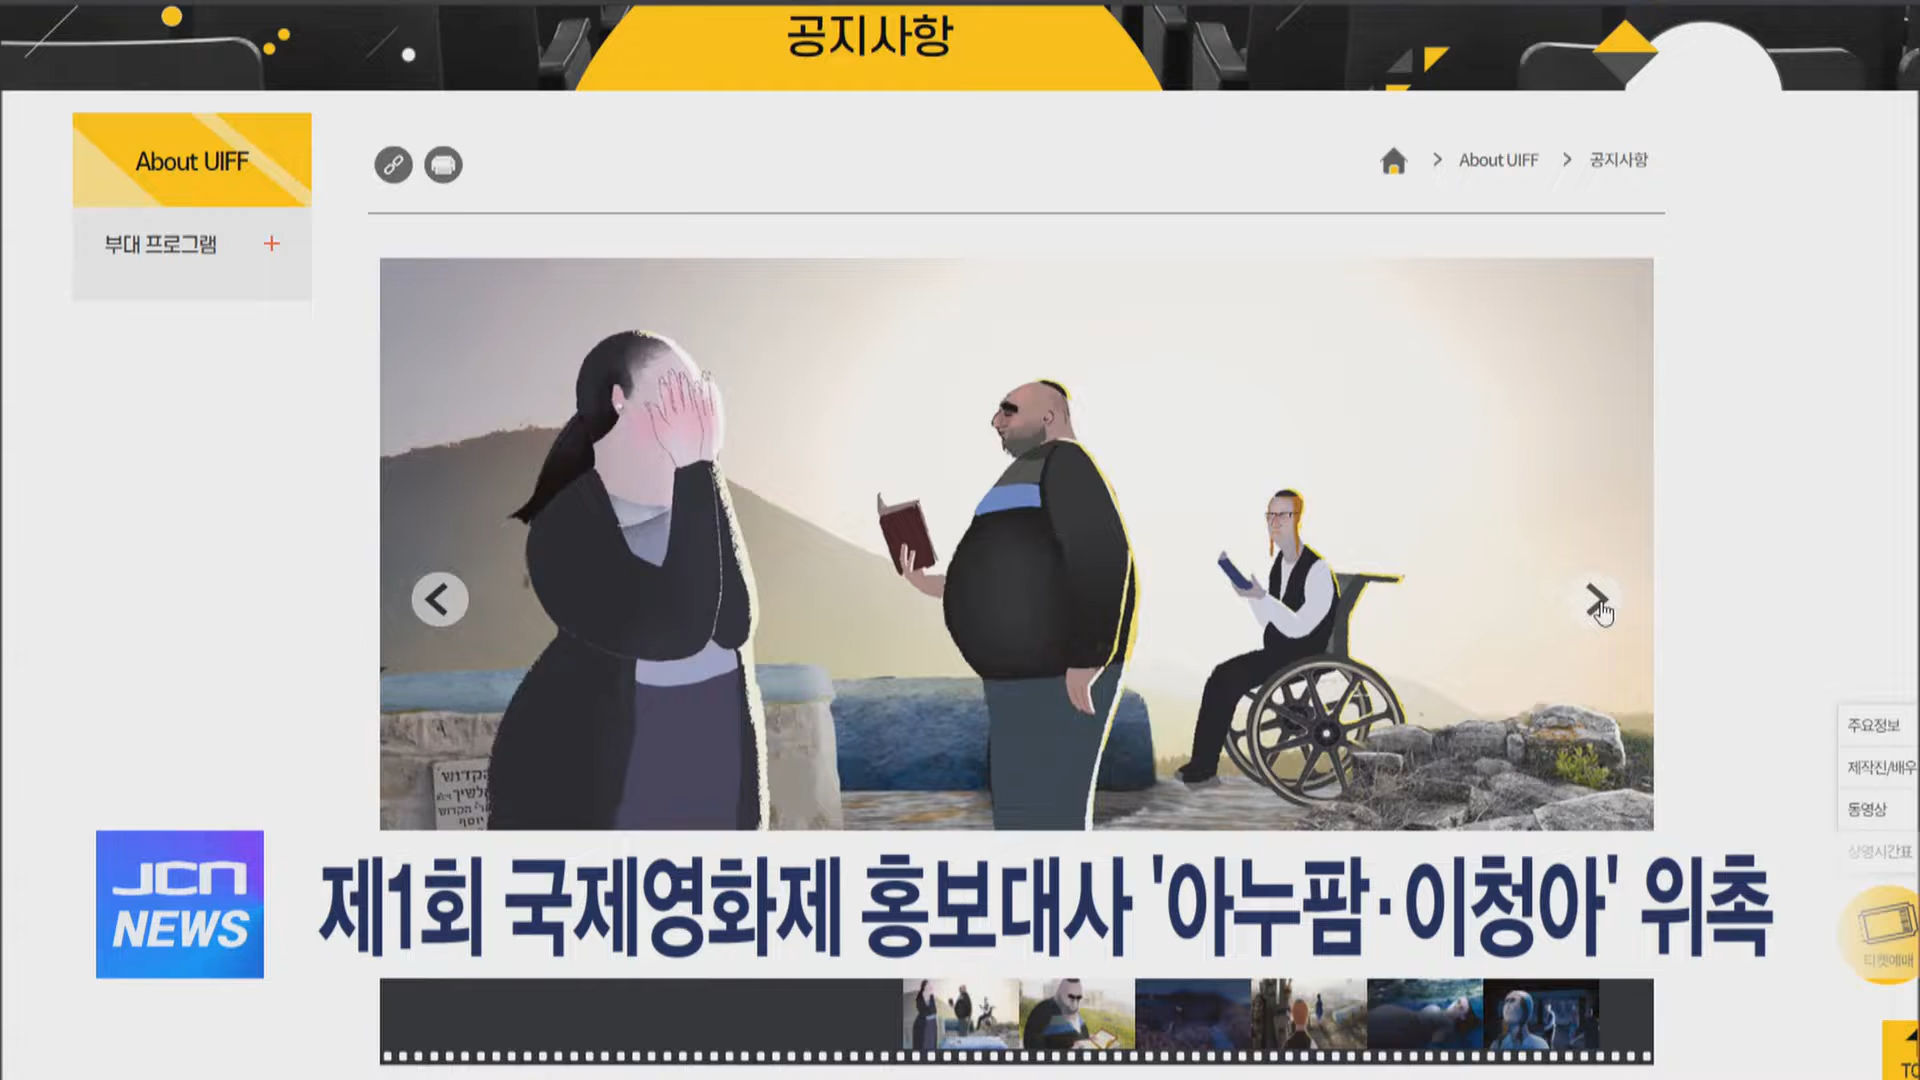 공지사항
About UIFF
부대 프로그램 +
About UIFF
공지사항
הקדוש
יוסף
주요정보
제작진/배우
동영상
상영시간표
티켓예매
JCN
NEWS
제1회 국제영화제 홍보대사 '아누팜·이청아' 위촉